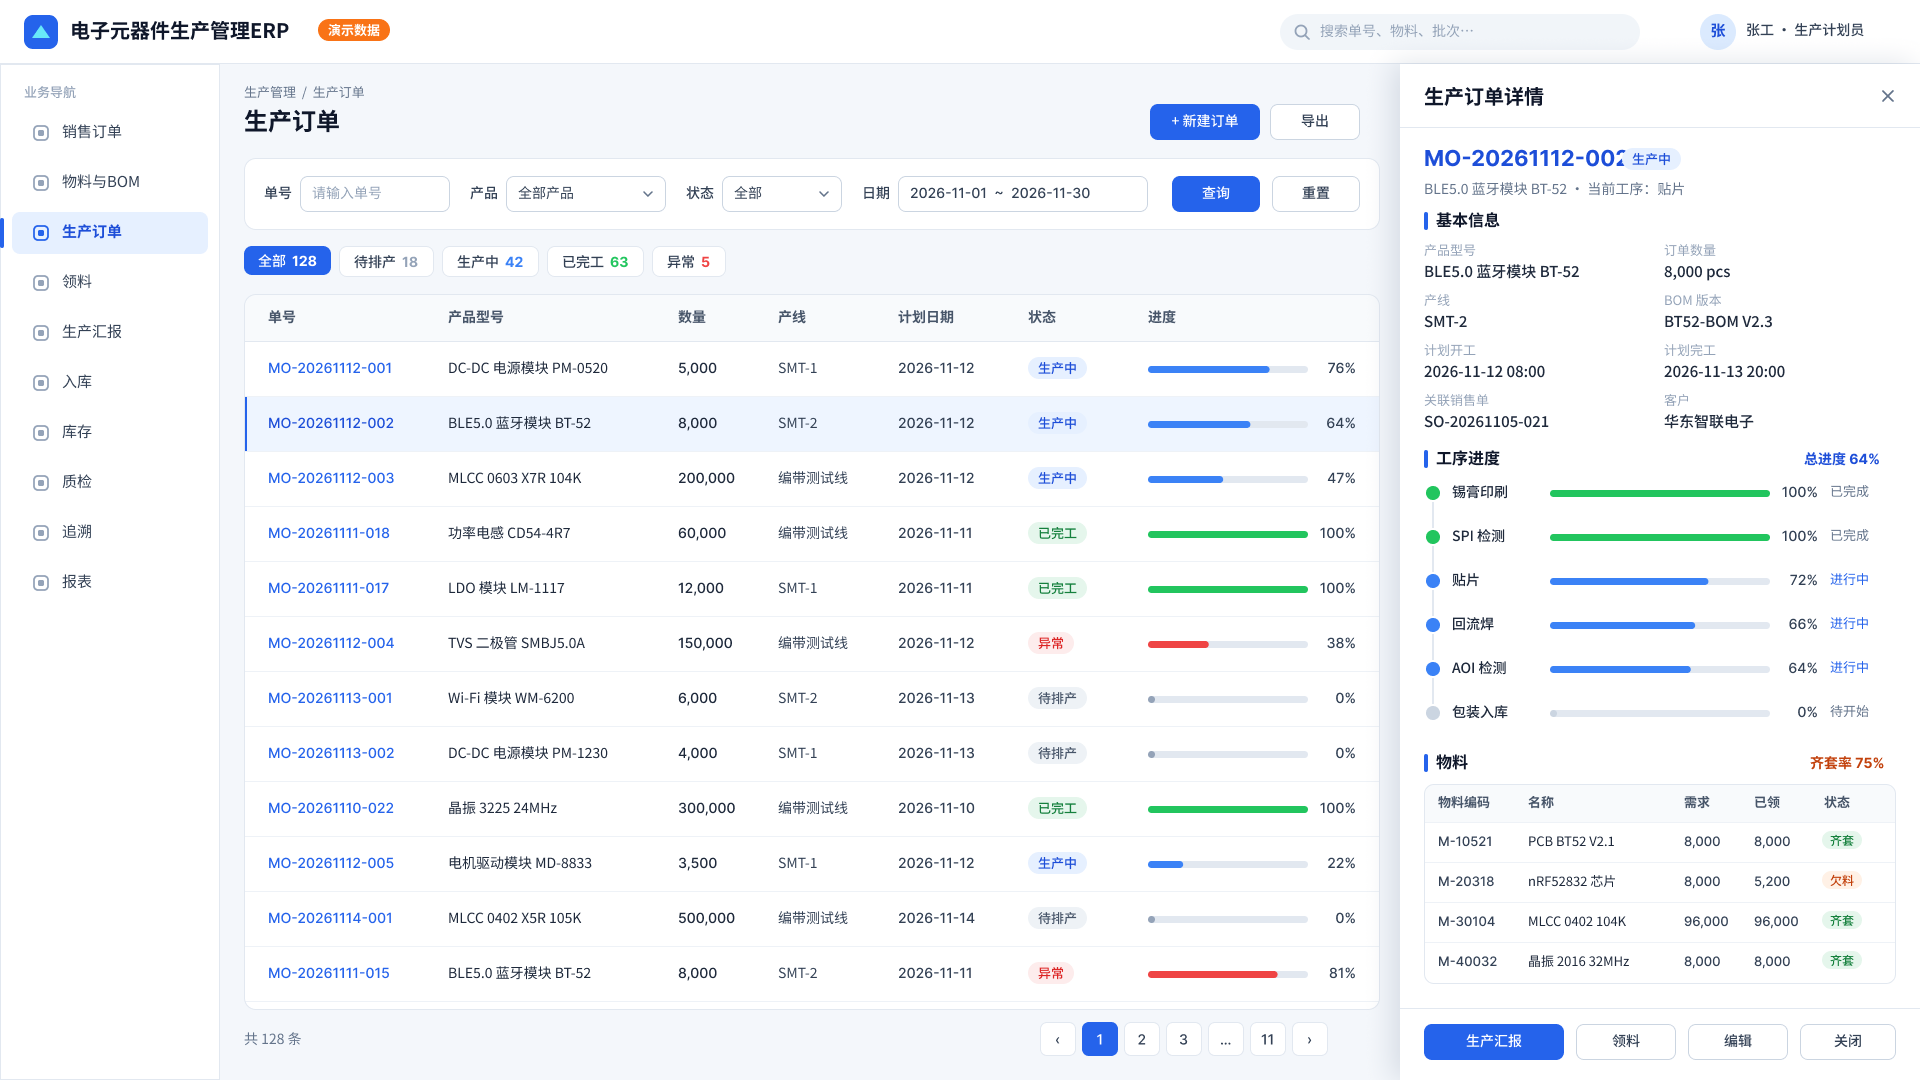 电子元器件生产管理ERP 演示数据 搜索单号、物料、批次… 张 张工 • 生产计划员
业务导航
销售订单
物料与BOM
生产订单
领料
生产汇报
入库
库存
质检
追溯
报表
生产管理 / 生产订单
生产订单
+ 新建订单 导出
单号 请输入单号 产品 全部产品 状态 全部 日期 2026-11-01 ~ 2026-11-30 查询 重置
全部 128 待排产 18 生产中 42 已完工 63 异常 5
单号 产品型号 数量 产线 计划日期 状态 进度
MO-20261112-001 DC-DC 电源模块 PM-0520 5,000 SMT-1 2026-11-12 生产中 76%
MO-20261112-002 BLE5.0 蓝牙模块 BT-52 8,000 SMT-2 2026-11-12 生产中 64%
MO-20261112-003 MLCC 0603 X7R 104K 200,000 编带测试线 2026-11-12 生产中 47%
MO-20261111-018 功率电感 CD54-4R7 60,000 编带测试线 2026-11-11 已完工 100%
MO-20261111-017 LDO 模块 LM-1117 12,000 SMT-1 2026-11-11 已完工 100%
MO-20261112-004 TVS 二极管 SMBJ5.0A 150,000 编带测试线 2026-11-12 异常 38%
MO-20261113-001 Wi-Fi 模块 WM-6200 6,000 SMT-2 2026-11-13 待排产 0%
MO-20261113-002 DC-DC 电源模块 PM-1230 4,000 SMT-1 2026-11-13 待排产 0%
MO-20261110-022 晶振 3225 24MHz 300,000 编带测试线 2026-11-10 已完工 100%
MO-20261112-005 电机驱动模块 MD-8833 3,500 SMT-1 2026-11-12 生产中 22%
MO-20261114-001 MLCC 0402 X5R 105K 500,000 编带测试线 2026-11-14 待排产 0%
MO-20261111-015 BLE5.0 蓝牙模块 BT-52 8,000 SMT-2 2026-11-11 异常 81%
共 128 条 ‹ 1 2 3 ... 11 ›
生产订单详情
MO-20261112-002 生产中
BLE5.0 蓝牙模块 BT-52 • 当前工序：贴片
基本信息
产品型号 订单数量
BLE5.0 蓝牙模块 BT-52 8,000 pcs
产线 BOM 版本
SMT-2 BT52-BOM V2.3
计划开工 计划完工
2026-11-12 08:00 2026-11-13 20:00
关联销售单 客户
SO-20261105-021 华东智联电子
工序进度 总进度 64%
锡膏印刷 100% 已完成
SPI 检测 100% 已完成
贴片 72% 进行中
回流焊 66% 进行中
AOI 检测 64% 进行中
包装入库 0% 待开始
物料 齐套率 75%
物料编码 名称 需求 已领 状态
M-10521 PCB BT52 V2.1 8,000 8,000 齐套
M-20318 nRF52832 芯片 8,000 5,200 欠料
M-30104 MLCC 0402 104K 96,000 96,000 齐套
M-40032 晶振 2016 32MHz 8,000 8,000 齐套
生产汇报 领料 编辑 关闭